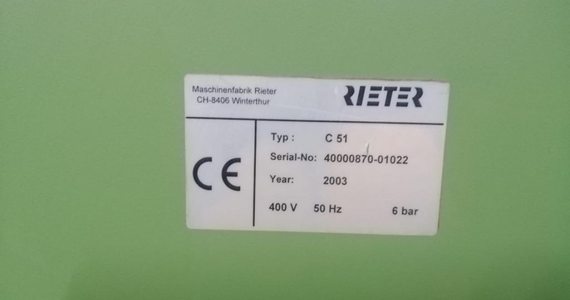 Maschinenfabrik Rieter
CH-8406 Winterthur
RIETER
Typ : C 51
Serial-No: 40000870-01022
CE
Year: 2003
400 V 50 Hz 6 bar